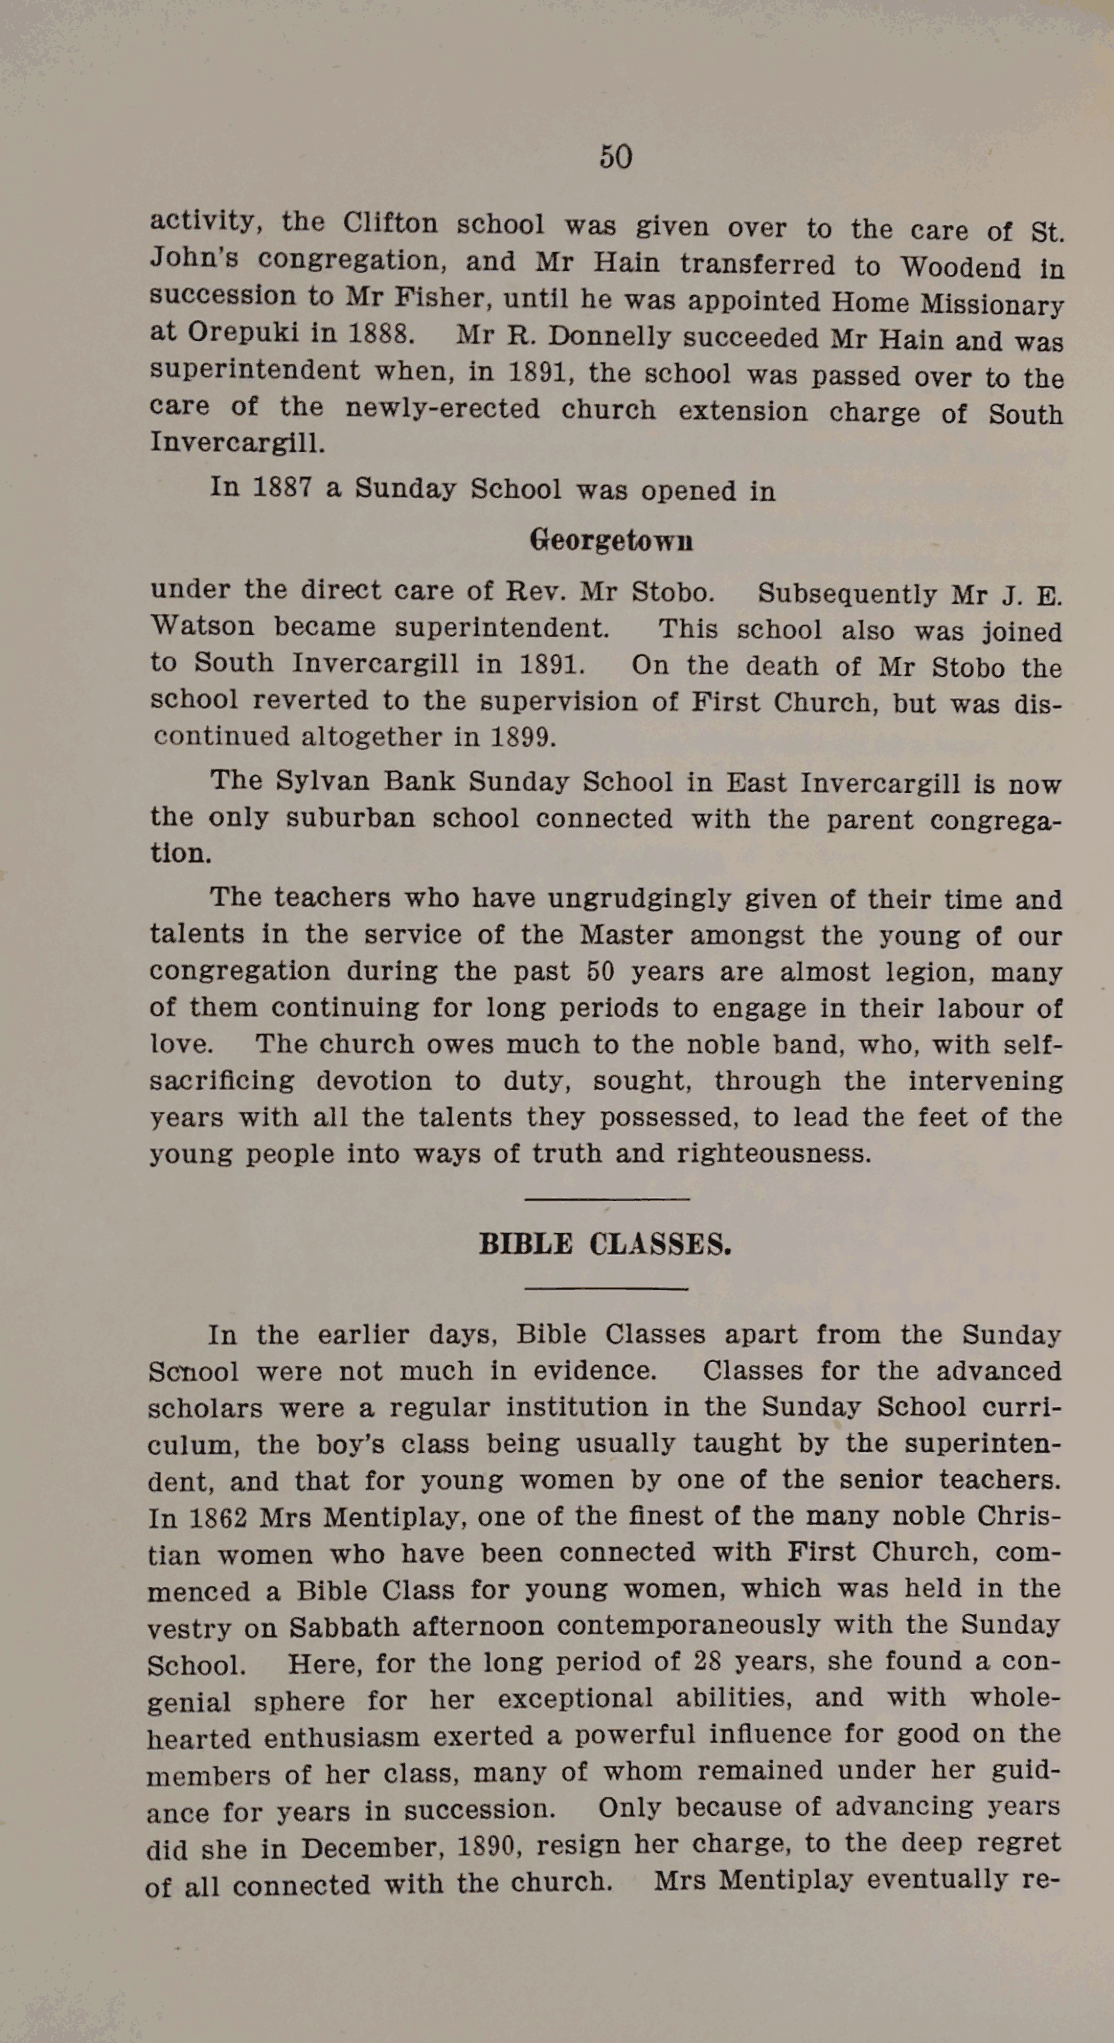 50
activity, the Clifton school was given over to the care of St.
John's congregation, and Mr Hain transferred to Woodend in
succession to Mr Fisher, until he was appointed Home Missionary
at Orepuki in 1888. Mr R. Donnelly succeeded Mr Hain and was
superintendent when, in 1891, the school was passed over to the
care of the newly-erected church extension charge of South
Invercargill.
In 1887 a Sunday School was opened in
Georgetown
under the direct care of Rev. Mr Stobo. Subsequently Mr J. E.
Watson became superintendent. This school also was joined
to South Invercargill in 1891. On the death of Mr Stobo the
school reverted to the supervision of First Church, but was dis-
continued altogether in 1899.
The Sylvan Bank Sunday School in East Invercargill is now
the only suburban school connected with the parent congrega-
tion.
The teachers who have ungrudgingly given of their time and
talents in the service of the Master amongst the young of our
congregation during the past 50 years are almost legion, many
of them continuing for long periods to engage in their labour of
love. The church owes much to the noble band, who, with self-
sacrificing devotion to duty, sought, through the intervening
years with all the talents they possessed, to lead the feet of the
young people into ways of truth and righteousness.
BIBLE CLASSES.
In the earlier days, Bible Classes apart from the Sunday
School were not much in evidence. Classes for the advanced
scholars were a regular institution in the Sunday School curri-
culum, the boy's class being usually taught by the superinten-
dent, and that for young women by one of the senior teachers.
In 1862 Mrs Mentiplay, one of the finest of the many noble Chris-
tian women who have been connected with First Church, com-
menced a Bible Class for young women, which was held in the
vestry on Sabbath afternoon contemporaneously with the Sunday
School. Here, for the long period of 28 years, she found a con-
genial sphere for her exceptional abilities, and with whole-
hearted enthusiasm exerted a powerful influence for good on the
members of her class, many of whom remained under her guid-
ance for years in succession. Only because of advancing years
did she in December, 1890, resign her charge, to the deep regret
of all connected with the church. Mrs Mentiplay eventually re-